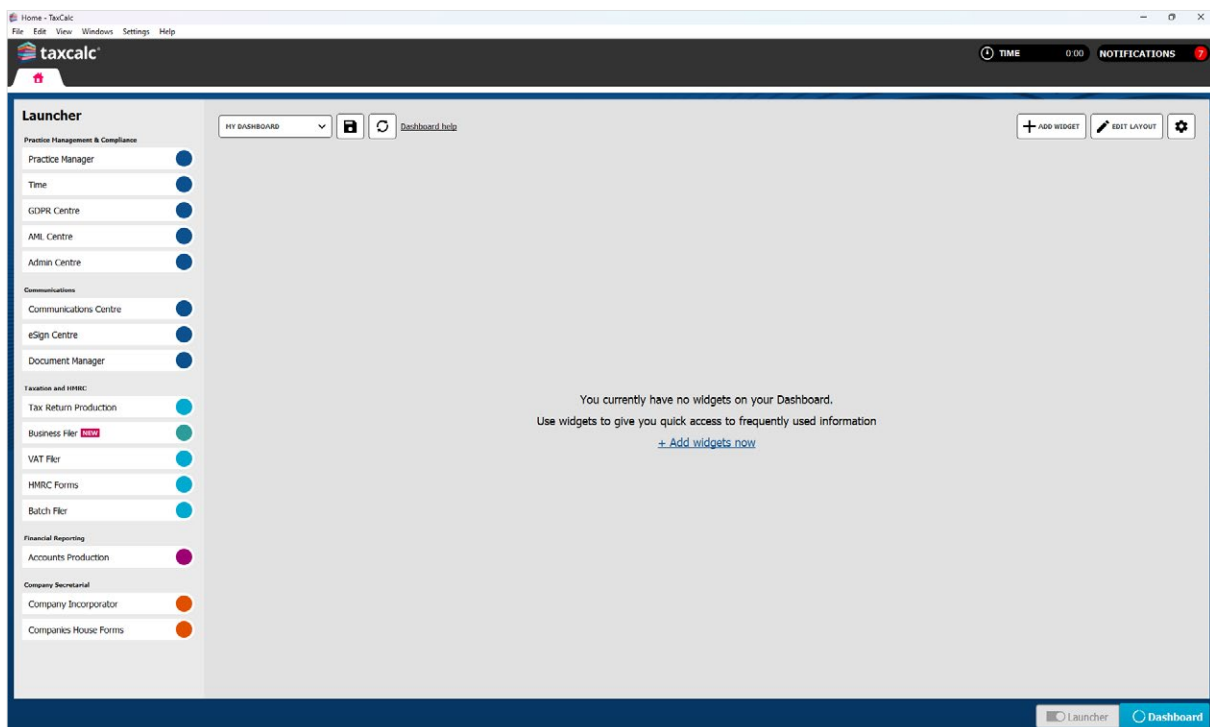 Home - TaxCalc
File Edit View Windows Settings Help
taxcalc
TIME 0:00 NOTIFICATIONS 7
Launcher
MY DASHBOARD Dashboard help ADD WIDGET EDIT LAYOUT
Practice Management & Compliance
Practice Manager
Time
GDPR Centre
AML Centre
Admin Centre
Communications
Communications Centre
eSign Centre
Document Manager
Taxation and HMRC
Tax Return Production
Business Filer NEW
VAT Filer
HMRC Forms
Batch Filer
Financial Reporting
Accounts Production
Company Secretarial
Company Incorporator
Companies House Forms
You currently have no widgets on your Dashboard.
Use widgets to give you quick access to frequently used information
+ Add widgets now
Launcher Dashboard